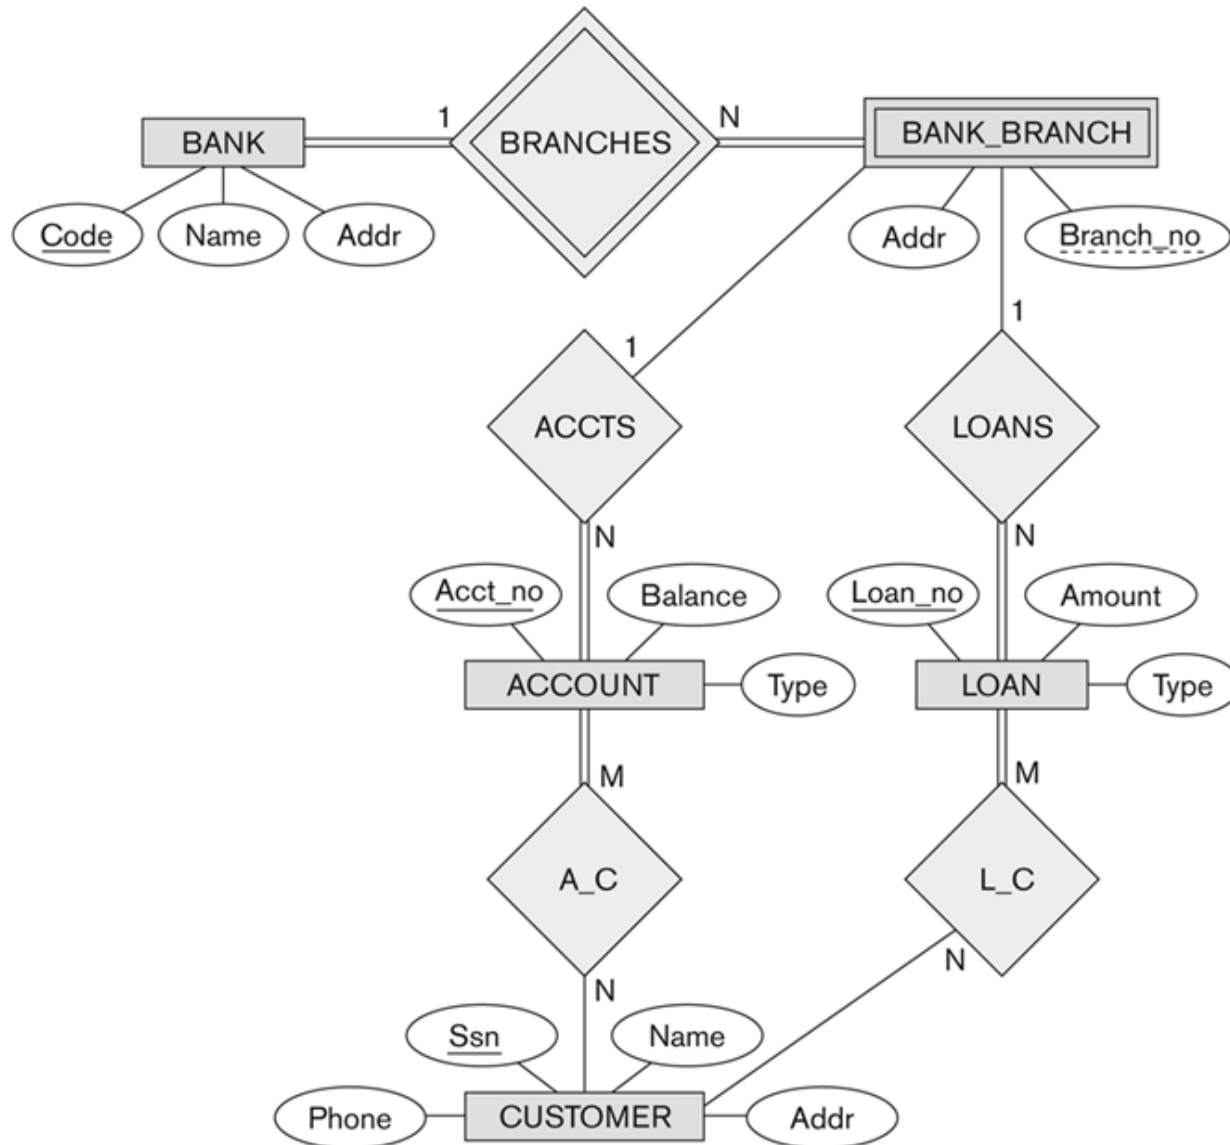 1
N
BANK
BRANCHES
BANK_BRANCH
Code
Name
Addr
Addr
Branch_no
1
1
ACCTS
LOANS
N
N
Acct_no
Balance
Loan_no
Amount
ACCOUNT
Type
LOAN
Type
M
M
A_C
L_C
N
N
Ssn
Name
Phone
CUSTOMER
Addr